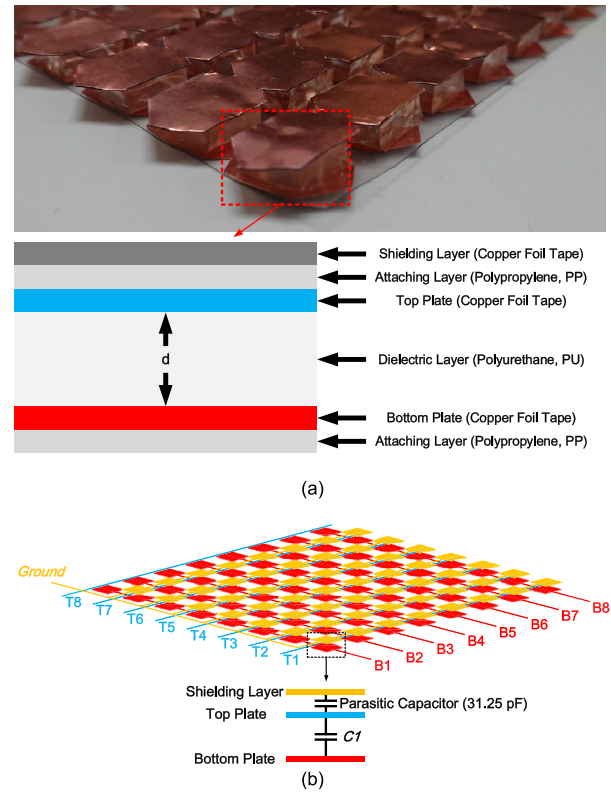 Shielding Layer (Copper Foil Tape)
Attaching Layer (Polypropylene, PP)
Top Plate (Copper Foil Tape)
d
Dielectric Layer (Polyurethane, PU)
Bottom Plate (Copper Foil Tape)
Attaching Layer (Polypropylene, PP)
(a)
Ground
T8
T7
T6
T5
T4
T3
T2
T1
B1
B2
B3
B4
B5
B6
B7
B8
Shielding Layer
Parasitic Capacitor (31.25 pF)
Top Plate
C1
Bottom Plate
(b)